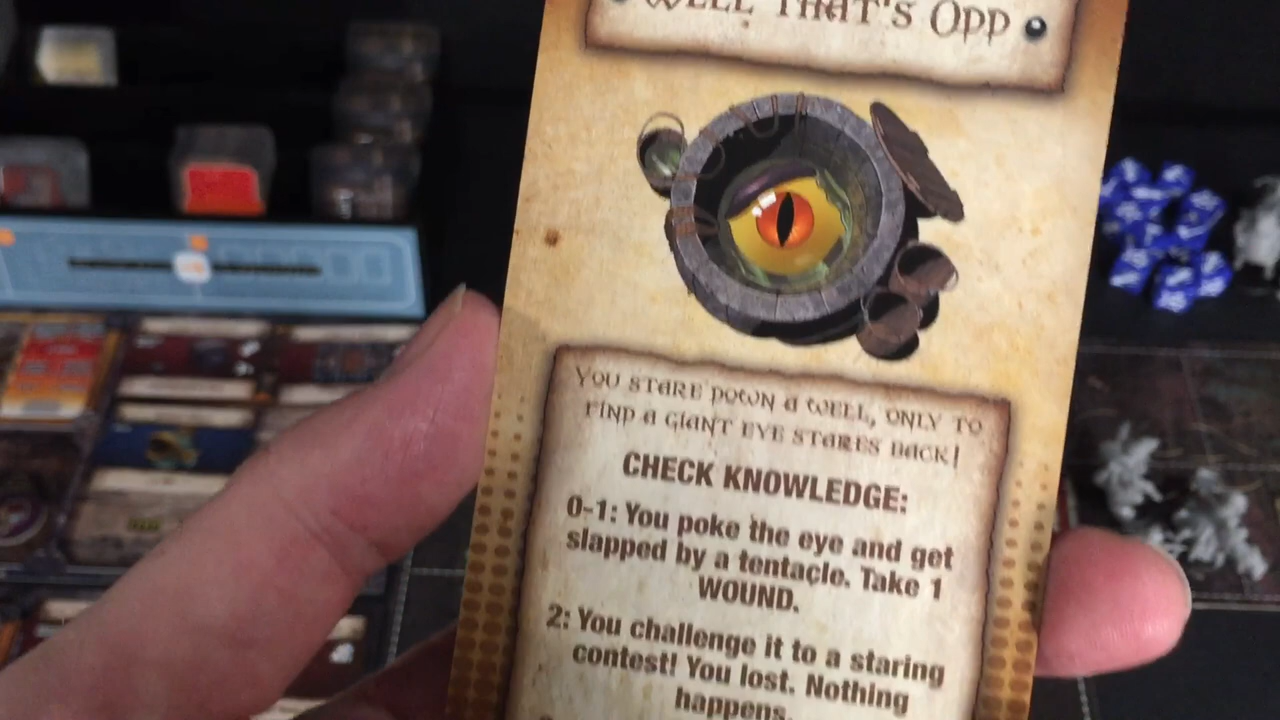 WELL THAT'S ODD
YOU STARE DOWN A WELL, ONLY TO
FIND A GIANT EYE STARES BACK!
CHECK KNOWLEDGE:
0-1: You poke the eye and get
slapped by a tentacle. Take 1
WOUND.
2: You challenge it to a staring
contest! You lost. Nothing
happens.